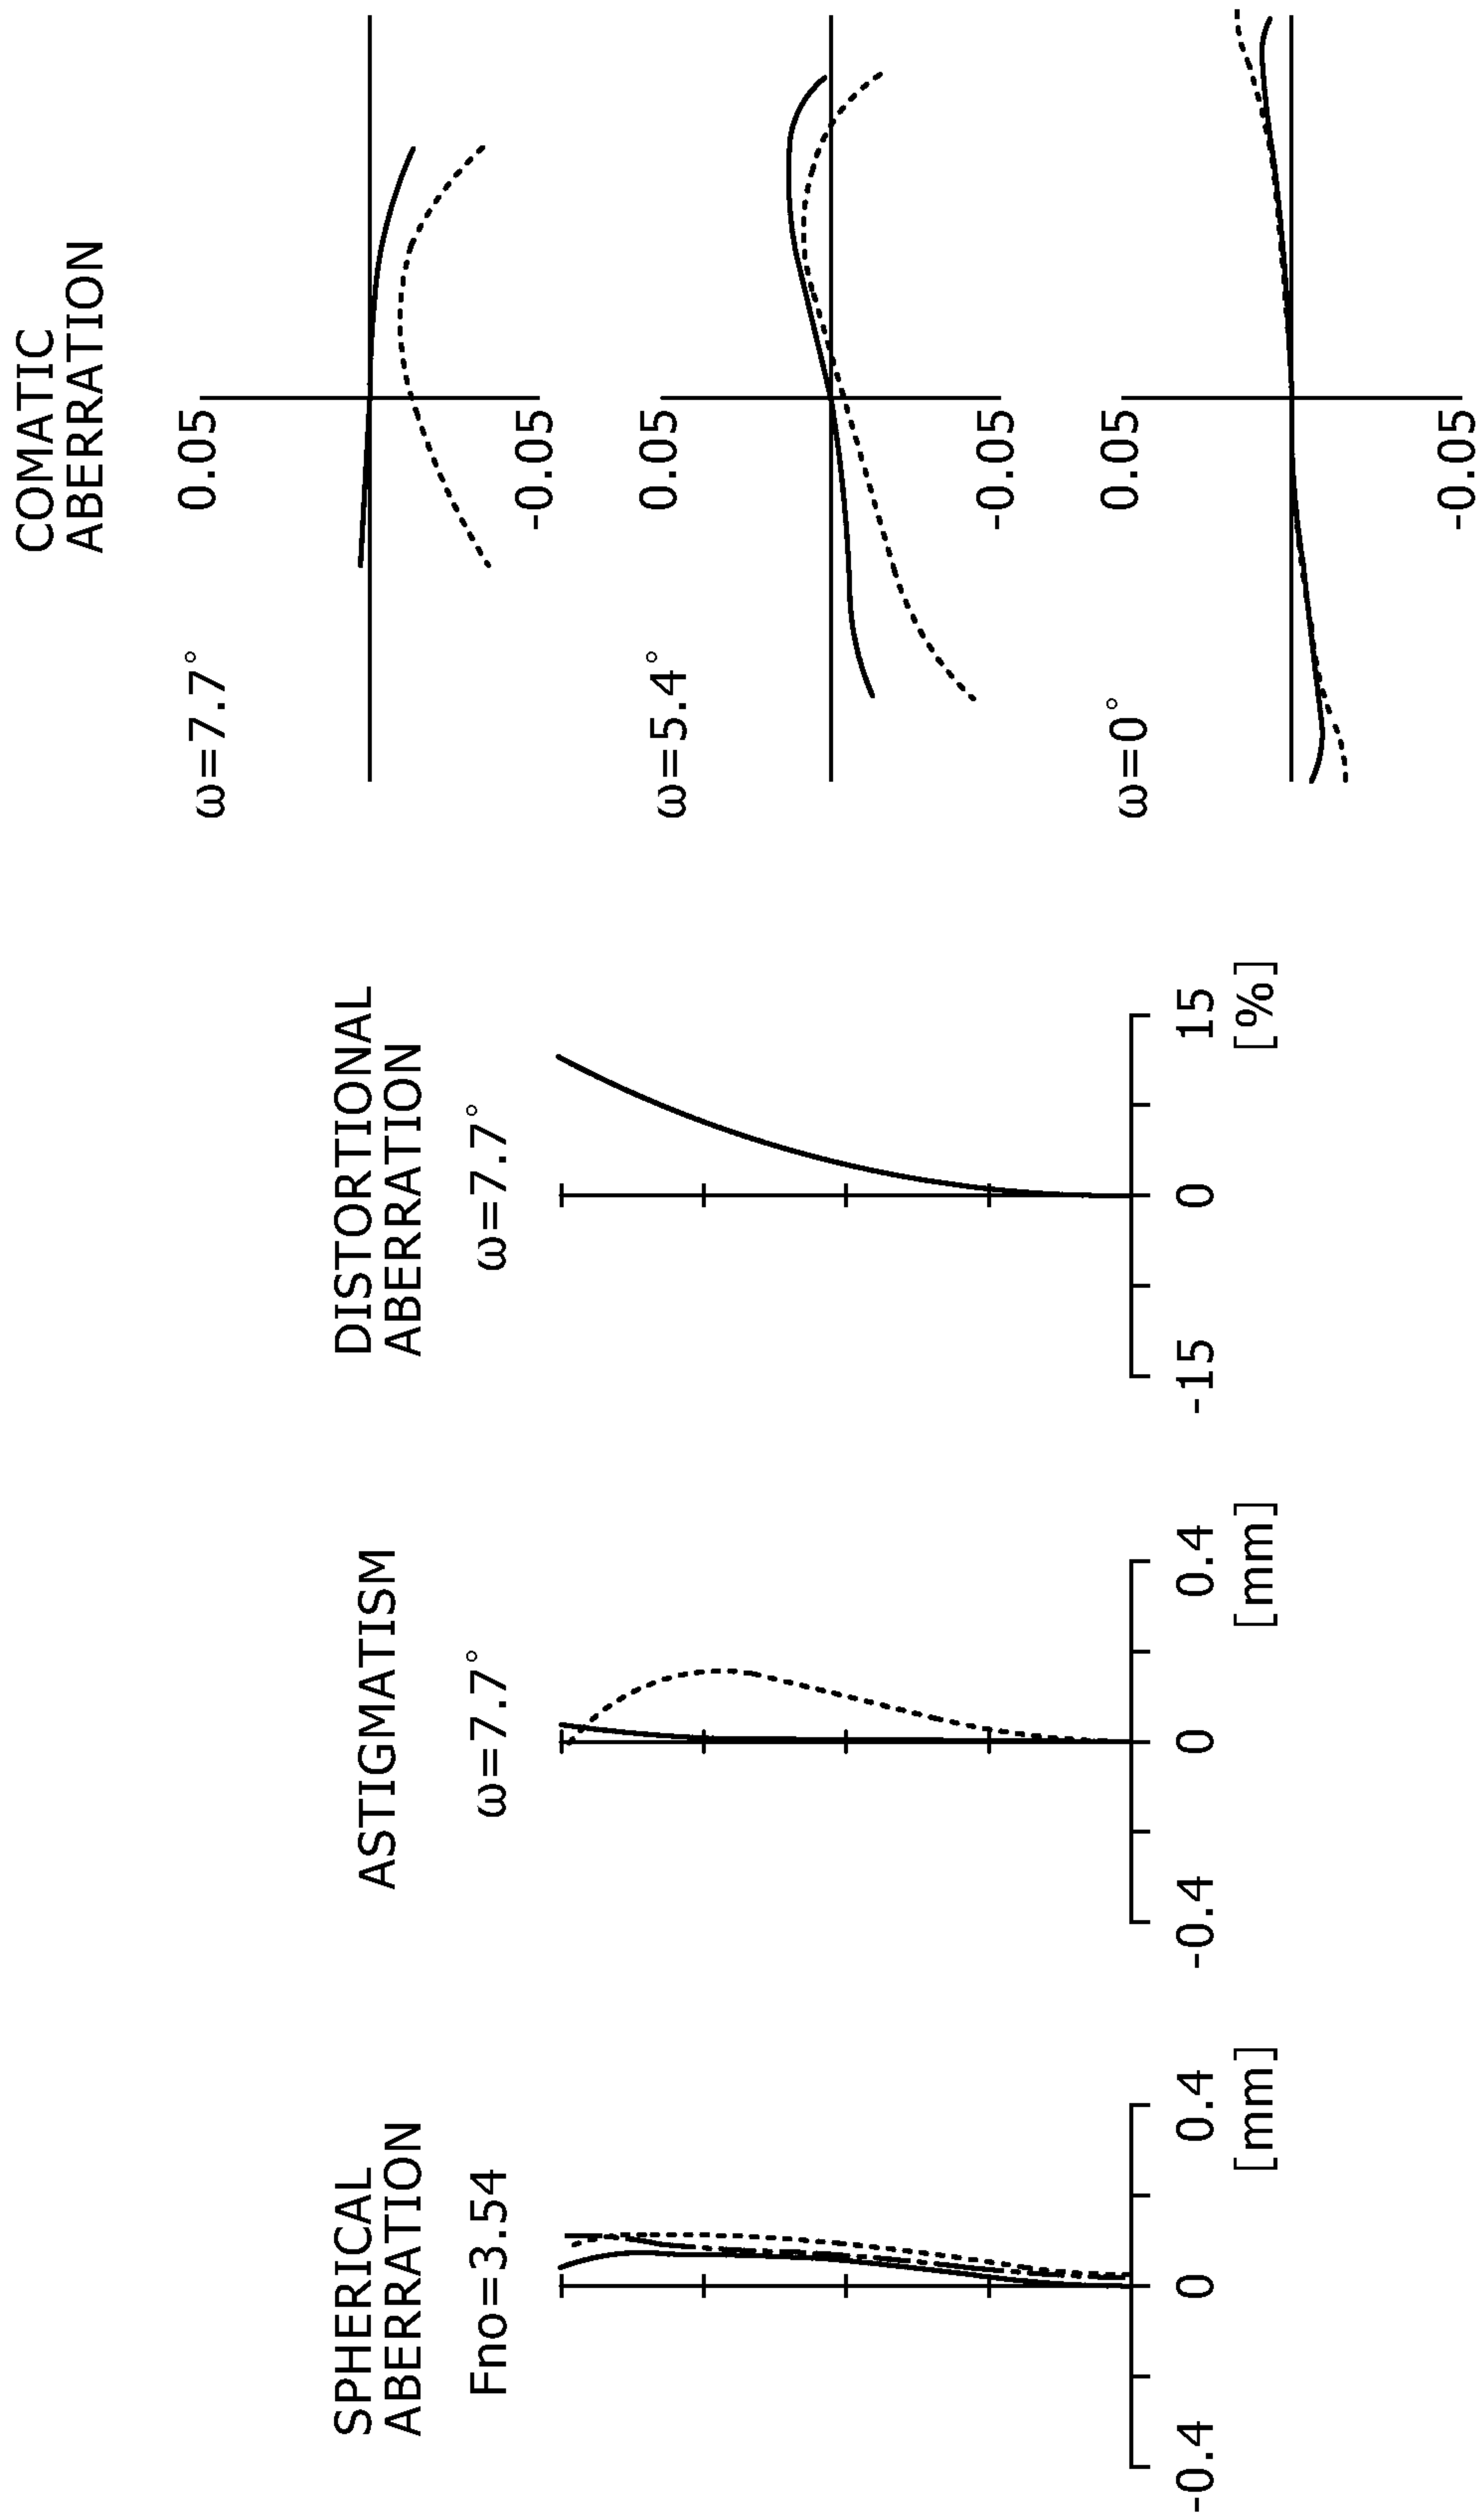 SPHERICAL
ABERRATION
Fno=3.54
-0.4
0
0.4
[mm]
ASTIGMATISM
ω=7.7°
-0.4
0
0.4
[mm]
DISTORTIONAL
ABERRATION
ω=7.7°
-15
0
15
[%]
COMATIC
ABERRATION
ω=7.7°
0.05
-0.05
ω=5.4°
0.05
-0.05
ω=0°
0.05
-0.05